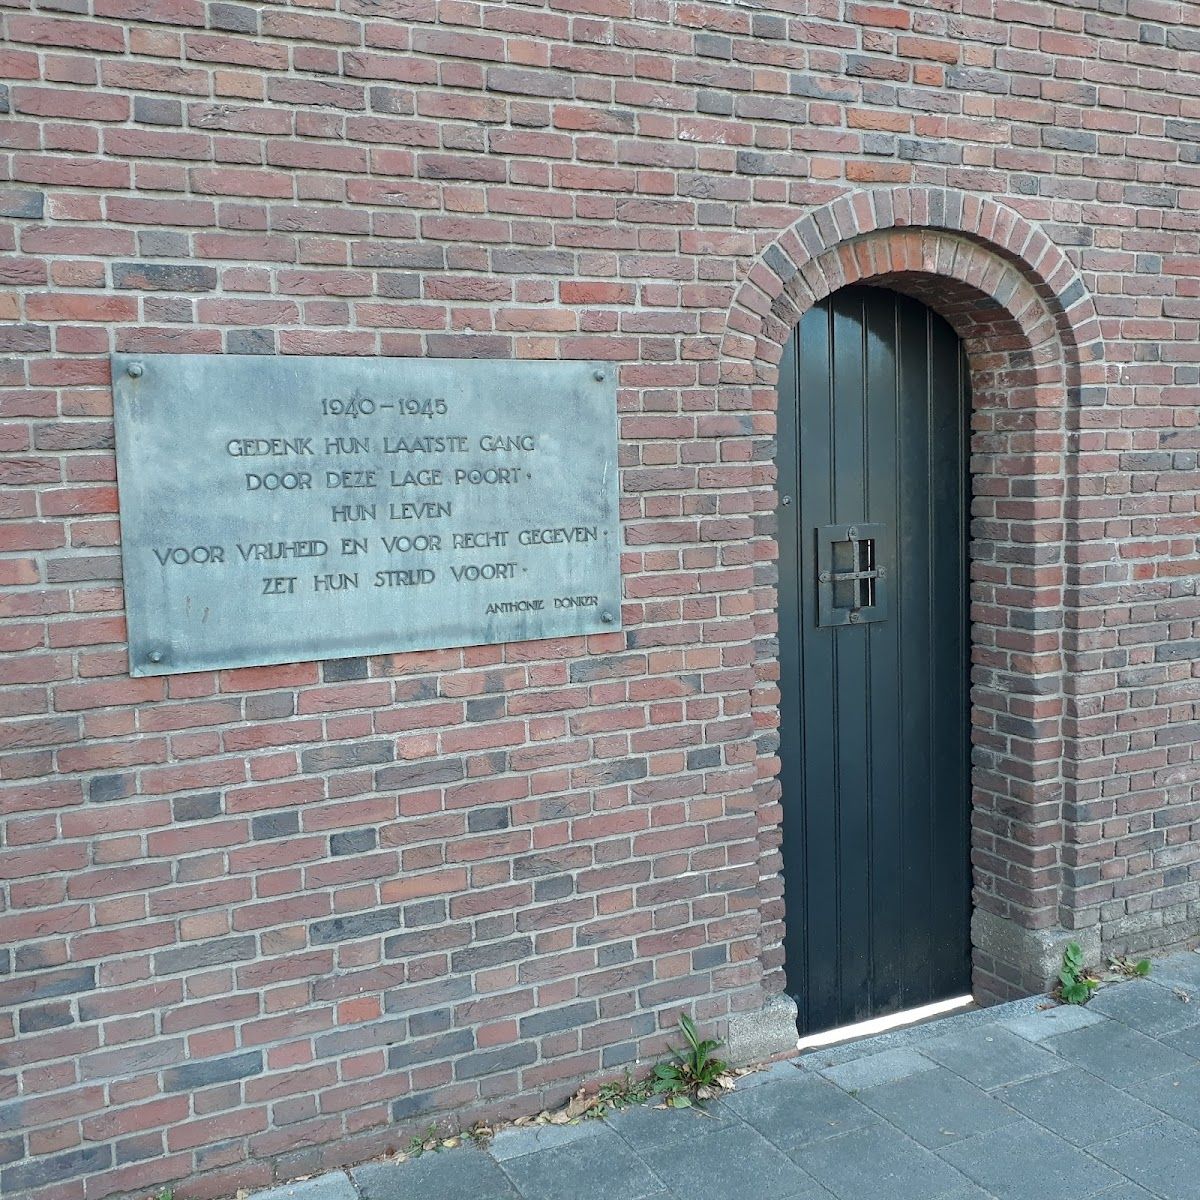 1940-1945
GEDENK HUN LAATSTE GANG
DOOR DEZE LAGE POORT·
HUN LEVEN
VOOR VRIJHEID EN VOOR RECHT GEGEVEN·
ZET HUN STRIJD VOORT·
ANTHONIE DONKER